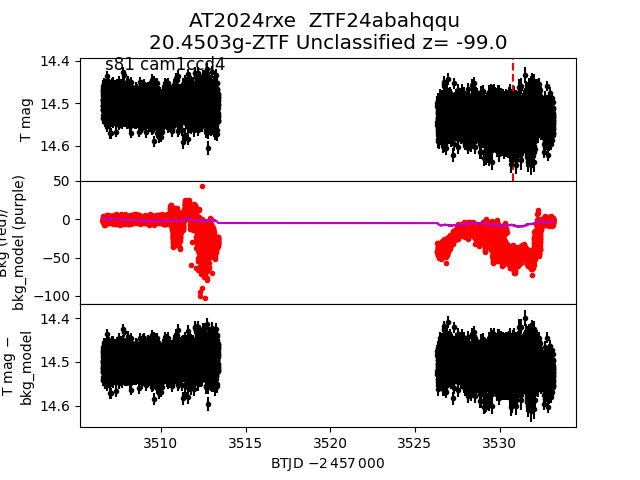 AT2024rxe  ZTF24abahqqu
20.4503g-ZTF Unclassified z= -99.0
s81 cam1ccd4
14.4
14.5
14.6
T mag
50
0
−50
−100
Bkg (red)/
bkg_model (purple)
14.4
14.5
14.6
T mag −
bkg_model
3510
3515
3520
3525
3530
BTJD −2 457 000